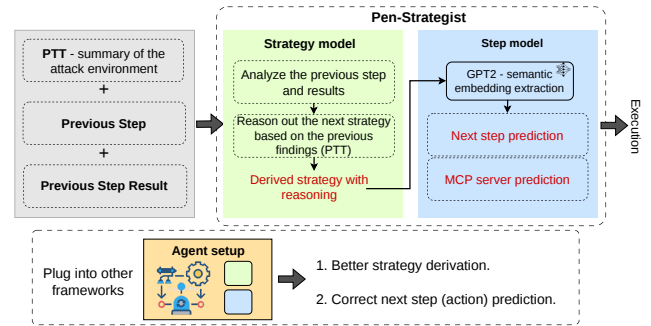 Pen-Strategist
PTT - summary of the
attack environment
+
Previous Step
+
Previous Step Result
Strategy model
Analyze the previous step
and results
Reason out the next strategy
based on the previous
findings (PTT)
Derived strategy with
reasoning
Step model
GPT2 - semantic
embedding extraction
Next step prediction
MCP server prediction
Execution
Plug into other
frameworks
Agent setup
1. Better strategy derivation.
2. Correct next step (action) prediction.